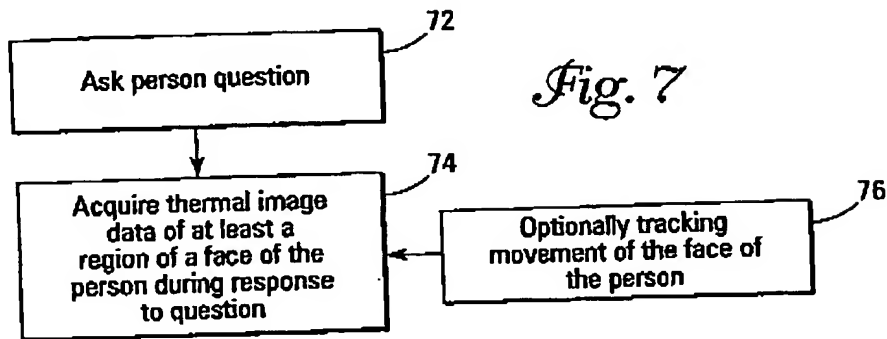 72
Ask person question
Fig. 7
74
Acquire thermal image
data of at least a
region of a face of the
person during response
to question
76
Optionally tracking
movement of the face of
the person